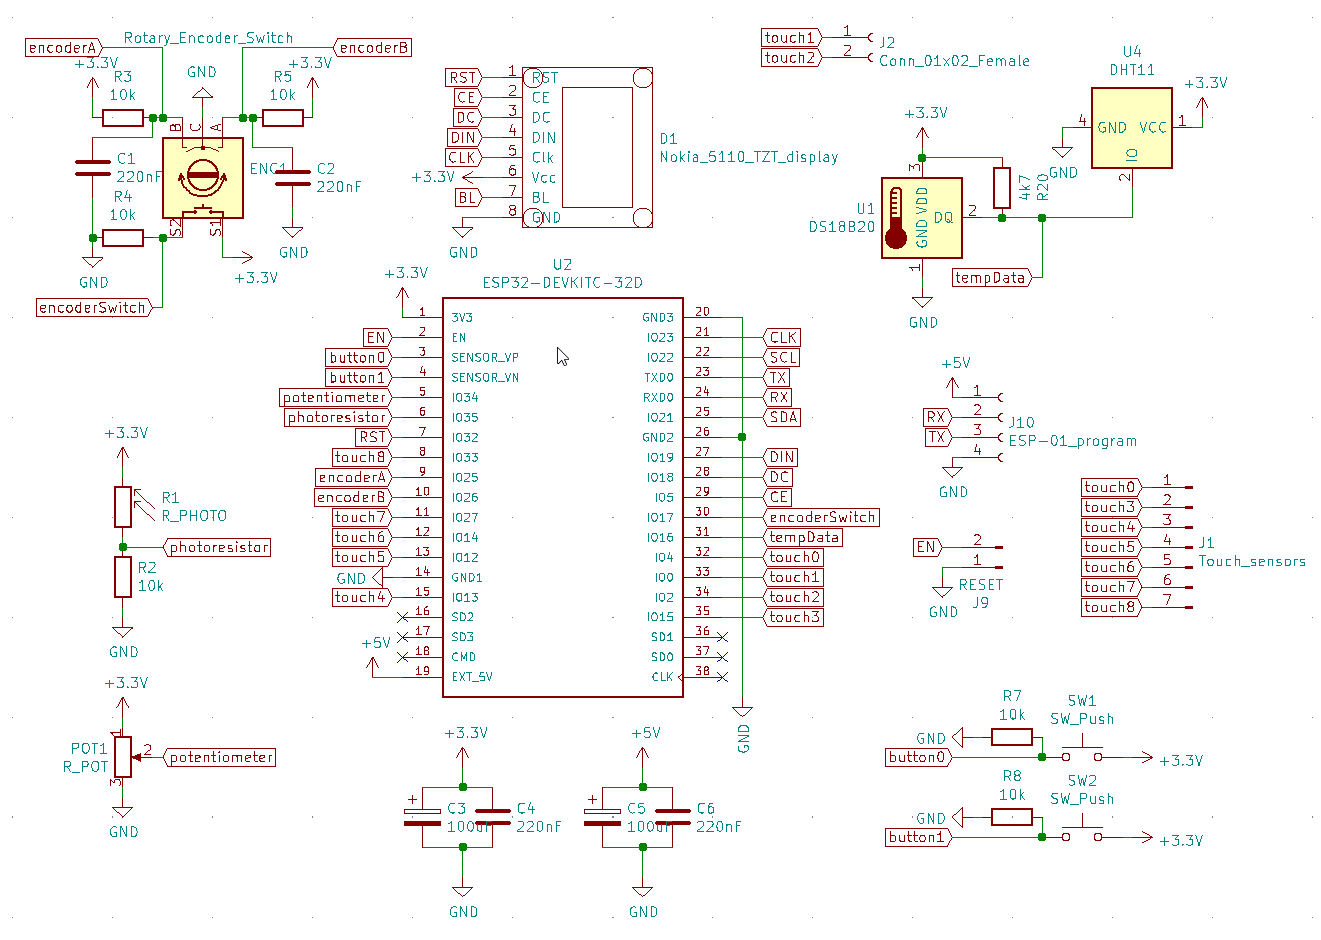 encoderA
Rotary_Encoder_Switch
encoderB
+3.3V
GND
+3.3V
R3
10k
R5
10k
B
C
A
C1
220nF
ENC1
C2
220nF
R4
10k
S2
S1
GND
GND
+3.3V
encoderSwitch
RST 1 RST
CE 2 CE
DC 3 DC
DIN 4 DIN
CLK 5 Clk
+3.3V 6 Vcc
BL 7 BL
8 GND
GND
D1
Nokia_5110_TZT_display
touch1 1
touch2 2
J2
Conn_01x02_Female
U4
DHT11
+3.3V
4 GND VCC 1
IO
2
GND
+3.3V
3
VDD
U1
DS18B20
GND
DQ 2
1
4k7
R20
tempData
GND
U2
ESP32-DEVKITC-32D
+3.3V
1 3V3
EN 2 EN
button0 3 SENSOR_VP
button1 4 SENSOR_VN
potentiometer 5 IO34
photoresistor 6 IO35
RST 7 IO32
touch8 8 IO33
encoderA 9 IO25
encoderB 10 IO26
touch7 11 IO27
touch6 12 IO14
touch5 13 IO12
GND 14 GND1
touch4 15 IO13
16 SD2
17 SD3
18 CMD
+5V
19 EXT_5V
GND3 20
IO23 21 CLK
IO22 22 SCL
TXD0 23 TX
RXD0 24 RX
IO21 25 SDA
GND2 26
IO19 27 DIN
IO18 28 DC
IO5 29 CE
IO17 30 encoderSwitch
IO16 31 tempData
IO4 32 touch0
IO0 33 touch1
IO2 34 touch2
IO15 35 touch3
SD1 36
SD0 37
CLK 38
GND
+3.3V
R1
R_PHOTO
photoresistor
R2
10k
GND
+3.3V
1
POT1
R_POT
2 potentiometer
3
GND
+3.3V
+
C3
100uF
C4
220nF
GND
+5V
+
C5
100uF
C6
220nF
GND
+5V
1
RX 2
TX 3
4
J10
ESP-01_program
GND
EN 2
1
GND
RESET
J9
touch0 1
touch3 2
touch4 3
touch5 4
touch6 5
touch7 6
touch8 7
J1
Touch_sensors
R7
10k
SW1
SW_Push
GND
button0
+3.3V
R8
10k
SW2
SW_Push
GND
button1
+3.3V